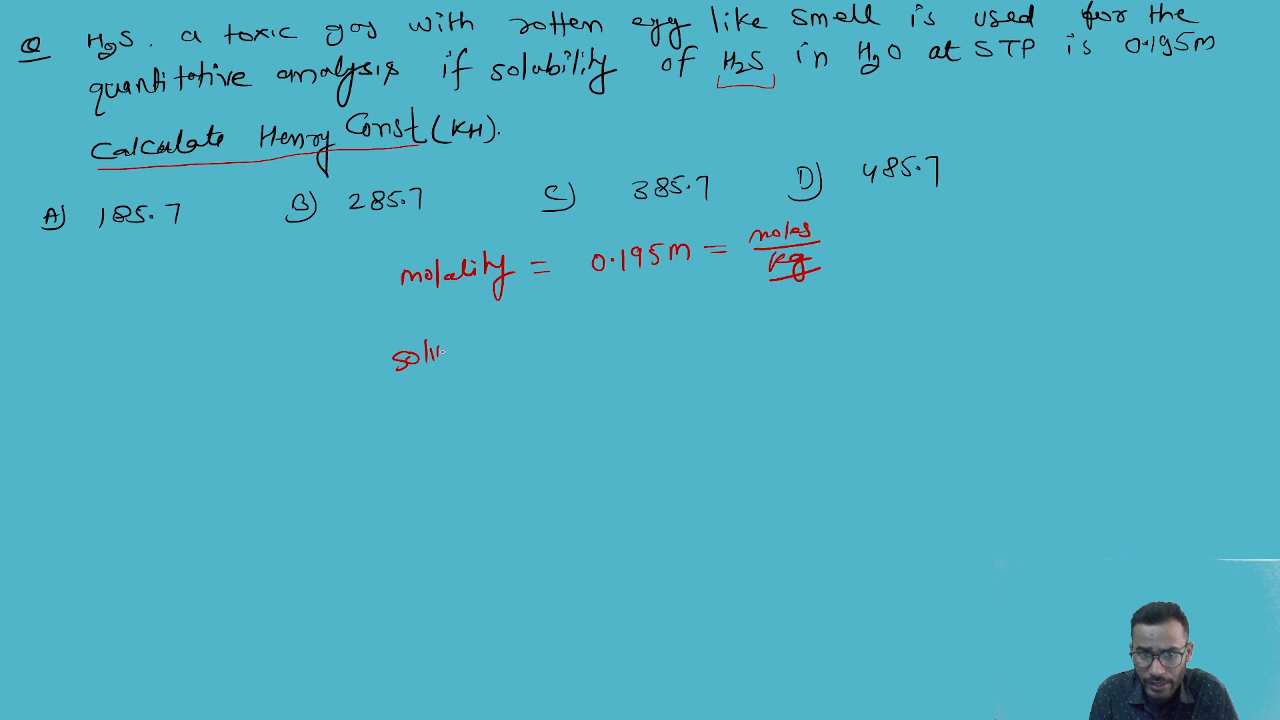 Q H2S. a toxic gas with rotten egg like smell is used for the
quantitative analysis if solubility of H2S in H2O at STP is 0.195m
Calculate Henry Const (KH).
A) 185.7 B) 285.7 C) 385.7 D) 485.7
molality = 0.195m = moles/kg
solu